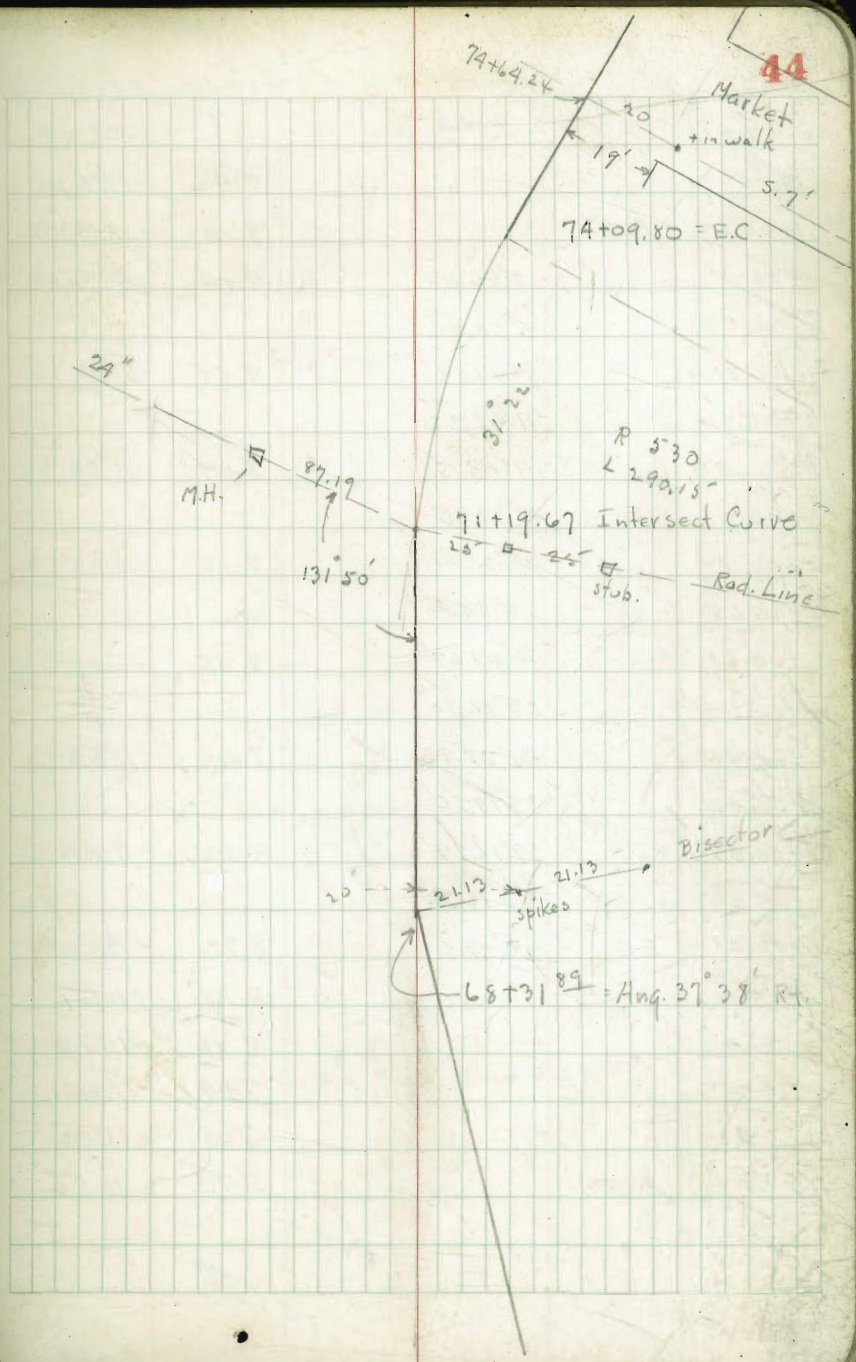 44
74+64.24
20
Market
+ in walk
19'
5.7'
74+09.80 = E.C
24"
31° 22'
R 530
L 290.15
M.H.
87.19
71+19.67 Intersect Curve
25' 25'
stub.
Rad. Line
131° 50'
Bisector
20'
21.13 21.13
spikes
68+31 89 = Ang. 37° 38' Rt.